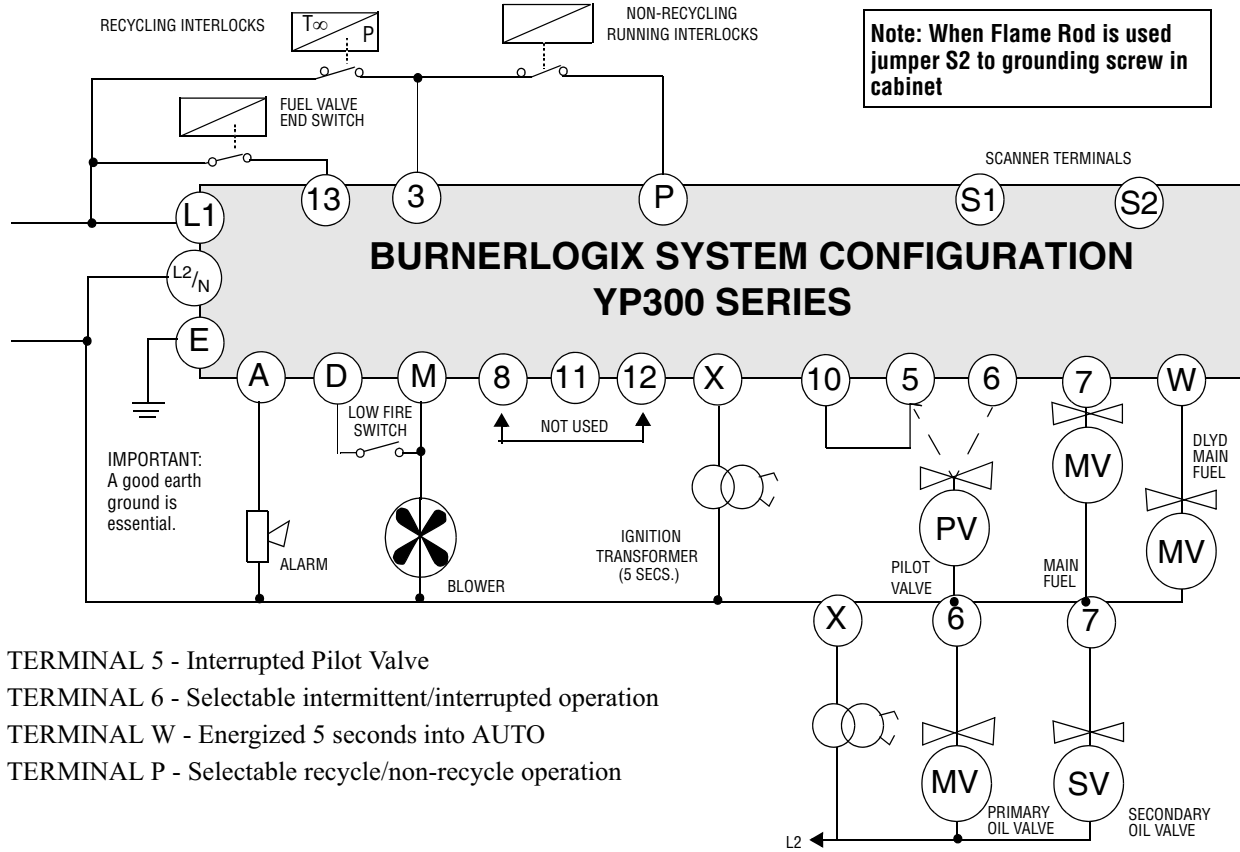 RECYCLING INTERLOCKS
T∞
P
NON-RECYCLING
RUNNING INTERLOCKS
Note: When Flame Rod is used
jumper S2 to grounding screw in
cabinet
FUEL VALVE
END SWITCH
SCANNER TERMINALS
L1
13
3
P
S1
S2
L2/N
BURNERLOGIX SYSTEM CONFIGURATION
YP300 SERIES
E
A
D
M
8
11
12
X
10
5
6
7
W
LOW FIRE
SWITCH
NOT USED
DLYD
MAIN
FUEL
IMPORTANT:
A good earth
ground is
essential.
MV
PV
MV
ALARM
BLOWER
IGNITION
TRANSFORMER
(5 SECS.)
PILOT
VALVE
MAIN
FUEL
X
6
7
TERMINAL 5 - Interrupted Pilot Valve
TERMINAL 6 - Selectable intermittent/interrupted operation
TERMINAL W - Energized 5 seconds into AUTO
TERMINAL P - Selectable recycle/non-recycle operation
MV
SV
PRIMARY
OIL VALVE
SECONDARY
OIL VALVE
L2